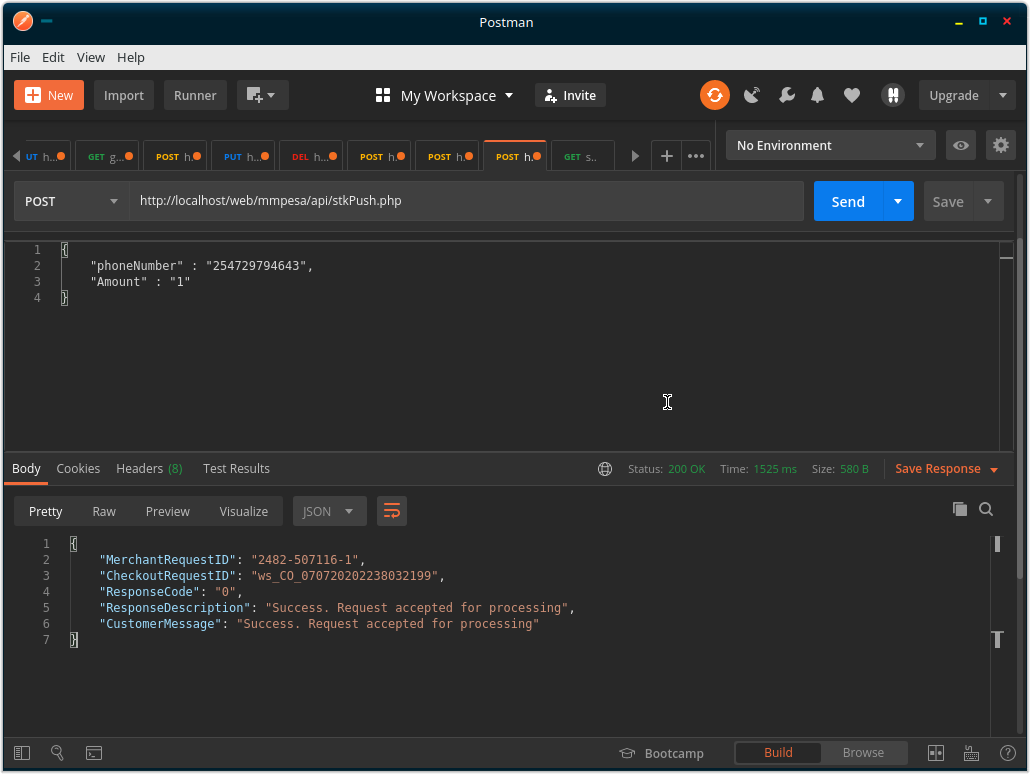 Postman
File Edit View Help
New Import Runner My Workspace Invite Upgrade
UT h... GET g... POST h. PUT h... DEL h... POST h. POST h. POST h. GET s.. No Environment
POST http://localhost/web/mmpesa/api/stkPush.php Send Save
1 {
2 "phoneNumber" : "254729794643",
3 "Amount" : "1"
4 }
Body Cookies Headers (8) Test Results Status: 200 OK Time: 1525 ms Size: 580 B Save Response
Pretty Raw Preview Visualize JSON
1 {
2 "MerchantRequestID": "2482-507116-1",
3 "CheckoutRequestID": "ws_CO_070720202238032199",
4 "ResponseCode": "0",
5 "ResponseDescription": "Success. Request accepted for processing",
6 "CustomerMessage": "Success. Request accepted for processing"
7 }
Bootcamp Build Browse